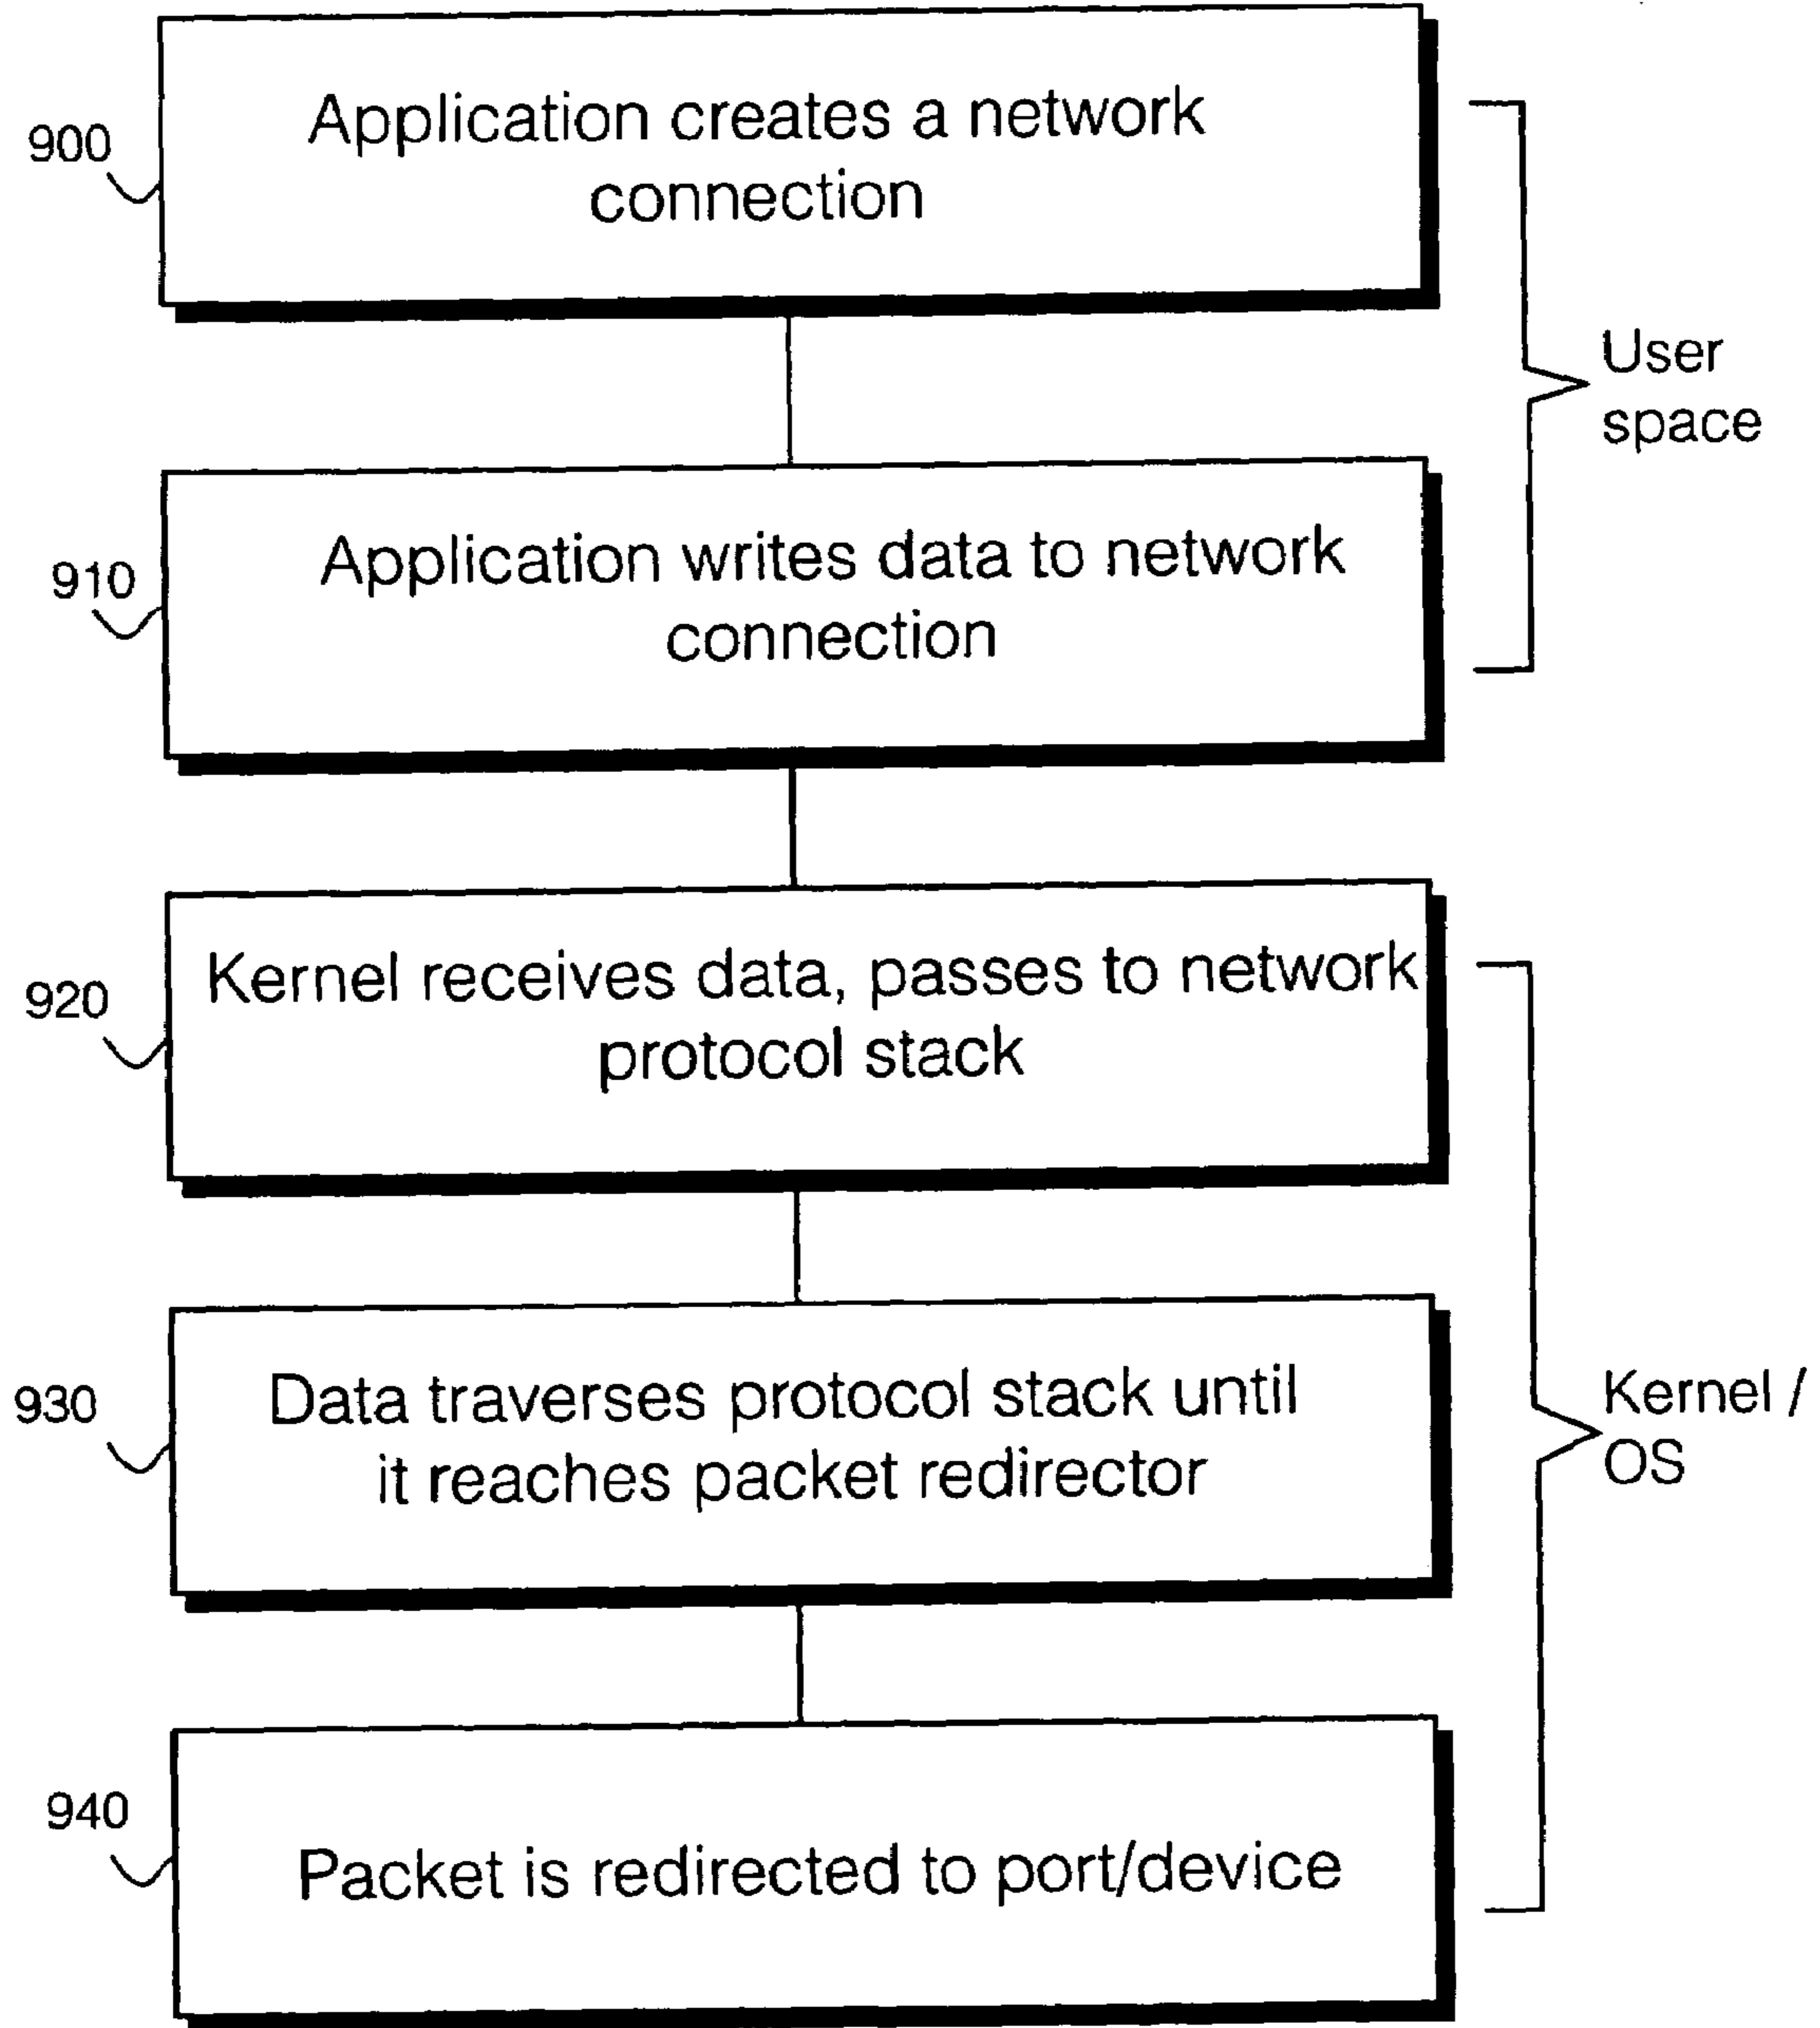 900
Application creates a network
connection
User
space
910
Application writes data to network
connection
920
Kernel receives data, passes to network
protocol stack
930
Data traverses protocol stack until
it reaches packet redirector
Kernel /
OS
940
Packet is redirected to port/device